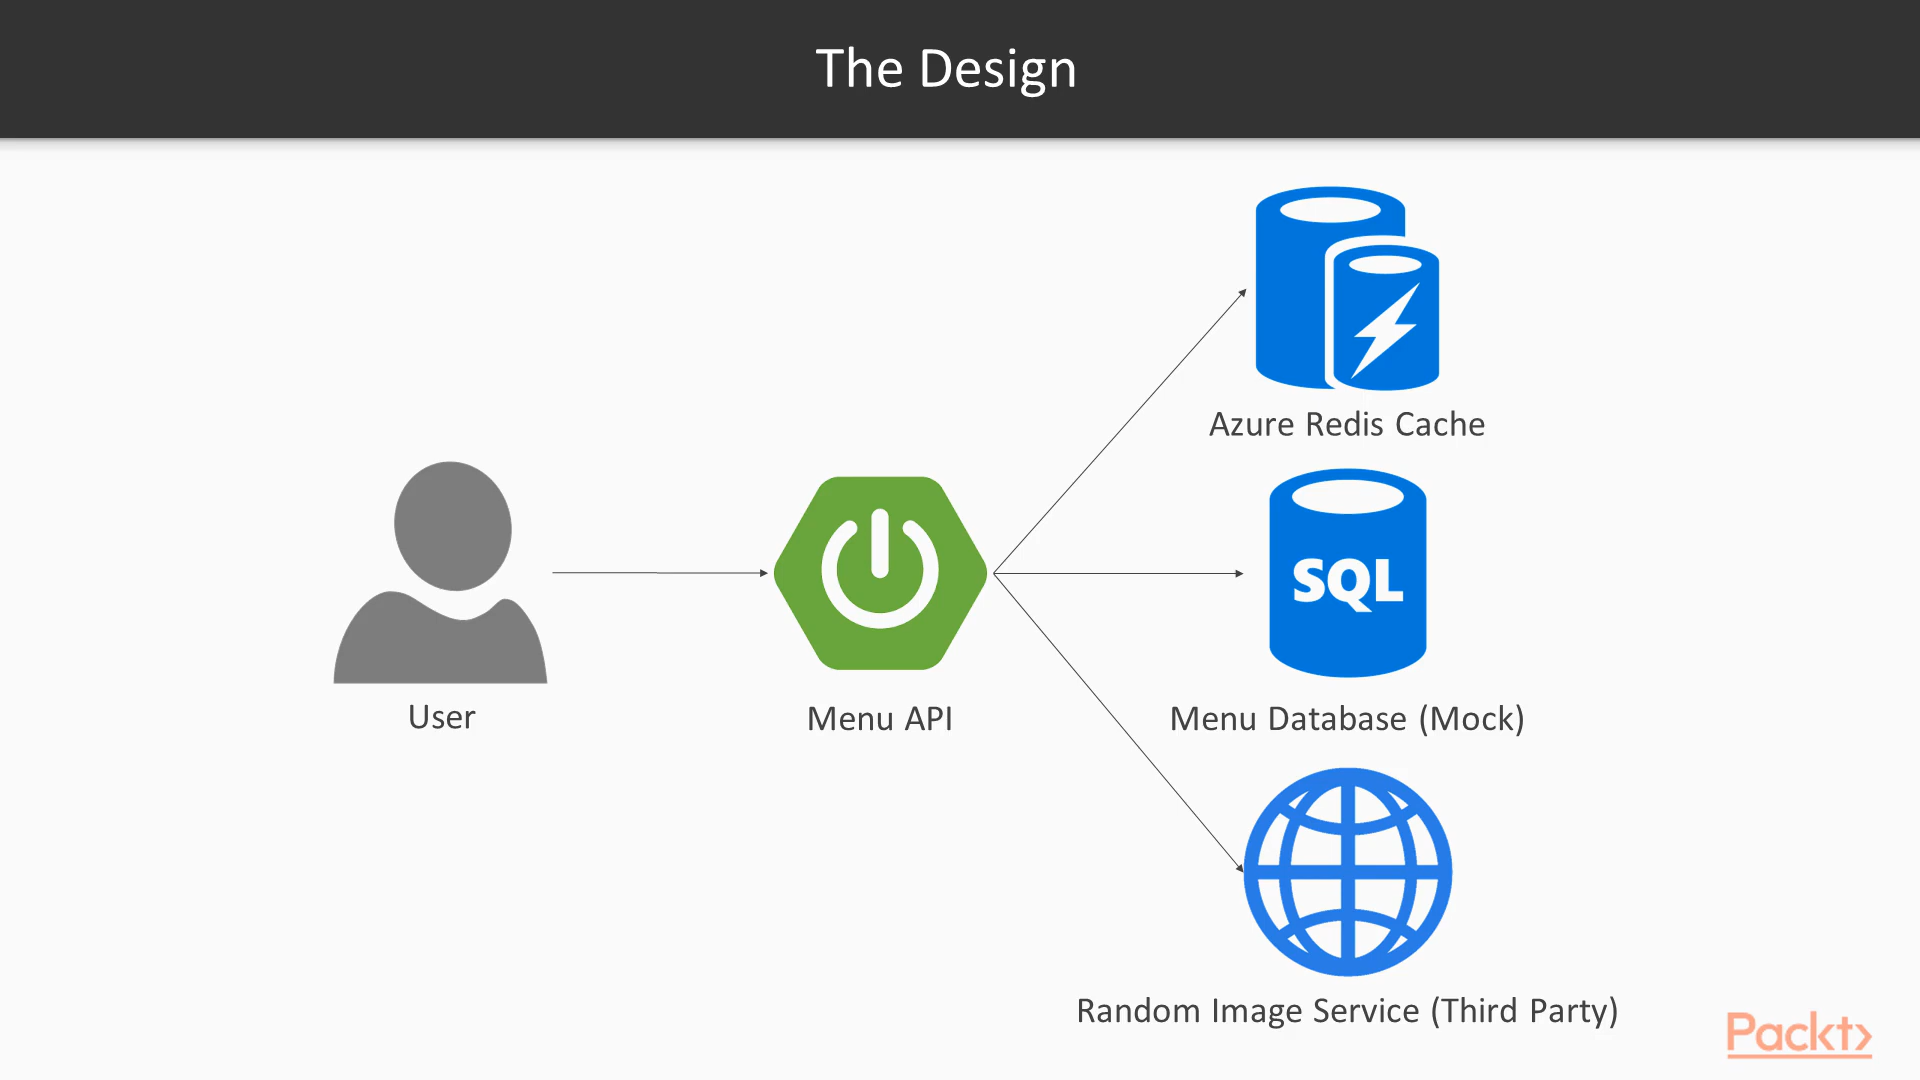 The Design
Azure Redis Cache
SQL
User
Menu API
Menu Database (Mock)
Random Image Service (Third Party)
Packt>